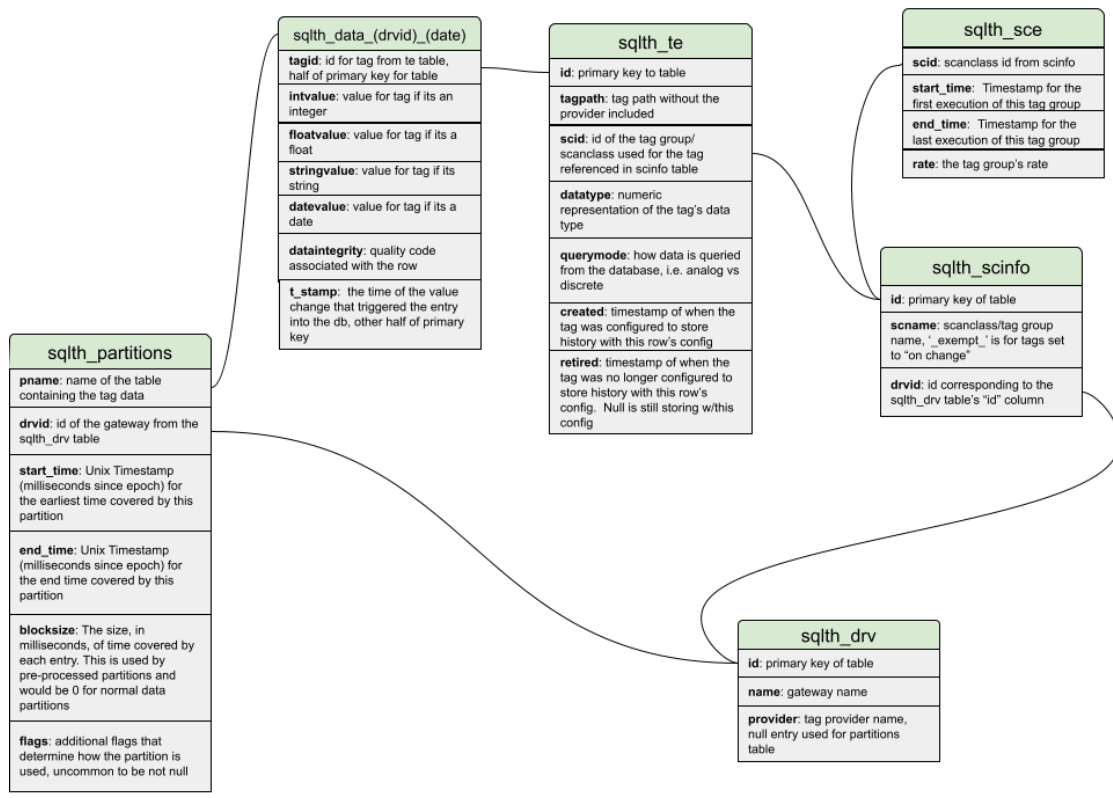 sqlth_data_(drvid)_(date)
tagid: id for tag from te table,
half of primary key for table
intvalue: value for tag if its an
integer
floatvalue: value for tag if its a
float
stringvalue: value for tag if its
string
datevalue: value for tag if its a
date
dataintegrity: quality code
associated with the row
t_stamp:  the time of the value
change that triggered the entry
into the db, other half of primary
key
sqlth_te
id: primary key to table
tagpath: tag path without the
provider included
scid: id of the tag group/
scanclass used for the tag
referenced in scinfo table
datatype: numeric
representation of the tag's data
type
querymode: how data is queried
from the database, i.e. analog vs
discrete
created: timestamp of when the
tag was configured to store
history with this row's config
retired: timestamp of when the
tag was no longer configured to
store history with this row's
config.  Null is still storing w/this
config
sqlth_sce
scid: scanclass id from scinfo
start_time:  Timestamp for the
first execution of this tag group
end_time:  Timestamp for the
last execution of this tag group
rate: the tag group's rate
sqlth_scinfo
id: primary key of table
scname: scanclass/tag group
name, '_exempt_' is for tags set
to "on change"
drvid: id corresponding to the
sqlth_drv table's "id" column
sqlth_partitions
pname: name of the table
containing the tag data
drvid: id of the gateway from the
sqlth_drv table
start_time: Unix Timestamp
(milliseconds since epoch) for
the earliest time covered by this
partition
end_time: Unix Timestamp
(milliseconds since epoch) for
the end time covered by this
partition
blocksize: The size, in
milliseconds, of time covered by
each entry. This is used by
pre-processed partitions and
would be 0 for normal data
partitions
flags: additional flags that
determine how the partition is
used, uncommon to be not null
sqlth_drv
id: primary key of table
name: gateway name
provider: tag provider name,
null entry used for partitions
table